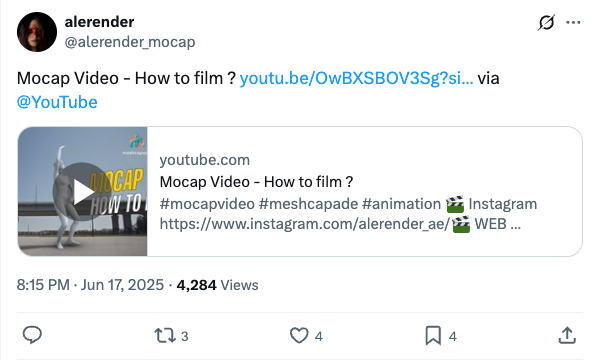 alerender
@alerender_mocap
Mocap Video - How to film ? youtu.be/OwBXSBOV3Sg?si... via
@YouTube
MOCAP
HOW TO
youtube.com
Mocap Video - How to film ?
#mocapvideo #meshcapade #animation 🎬 Instagram
https://www.instagram.com/alerender_ae/🎬 WEB ...
8:15 PM · Jun 17, 2025 · 4,284 Views
3
4
4